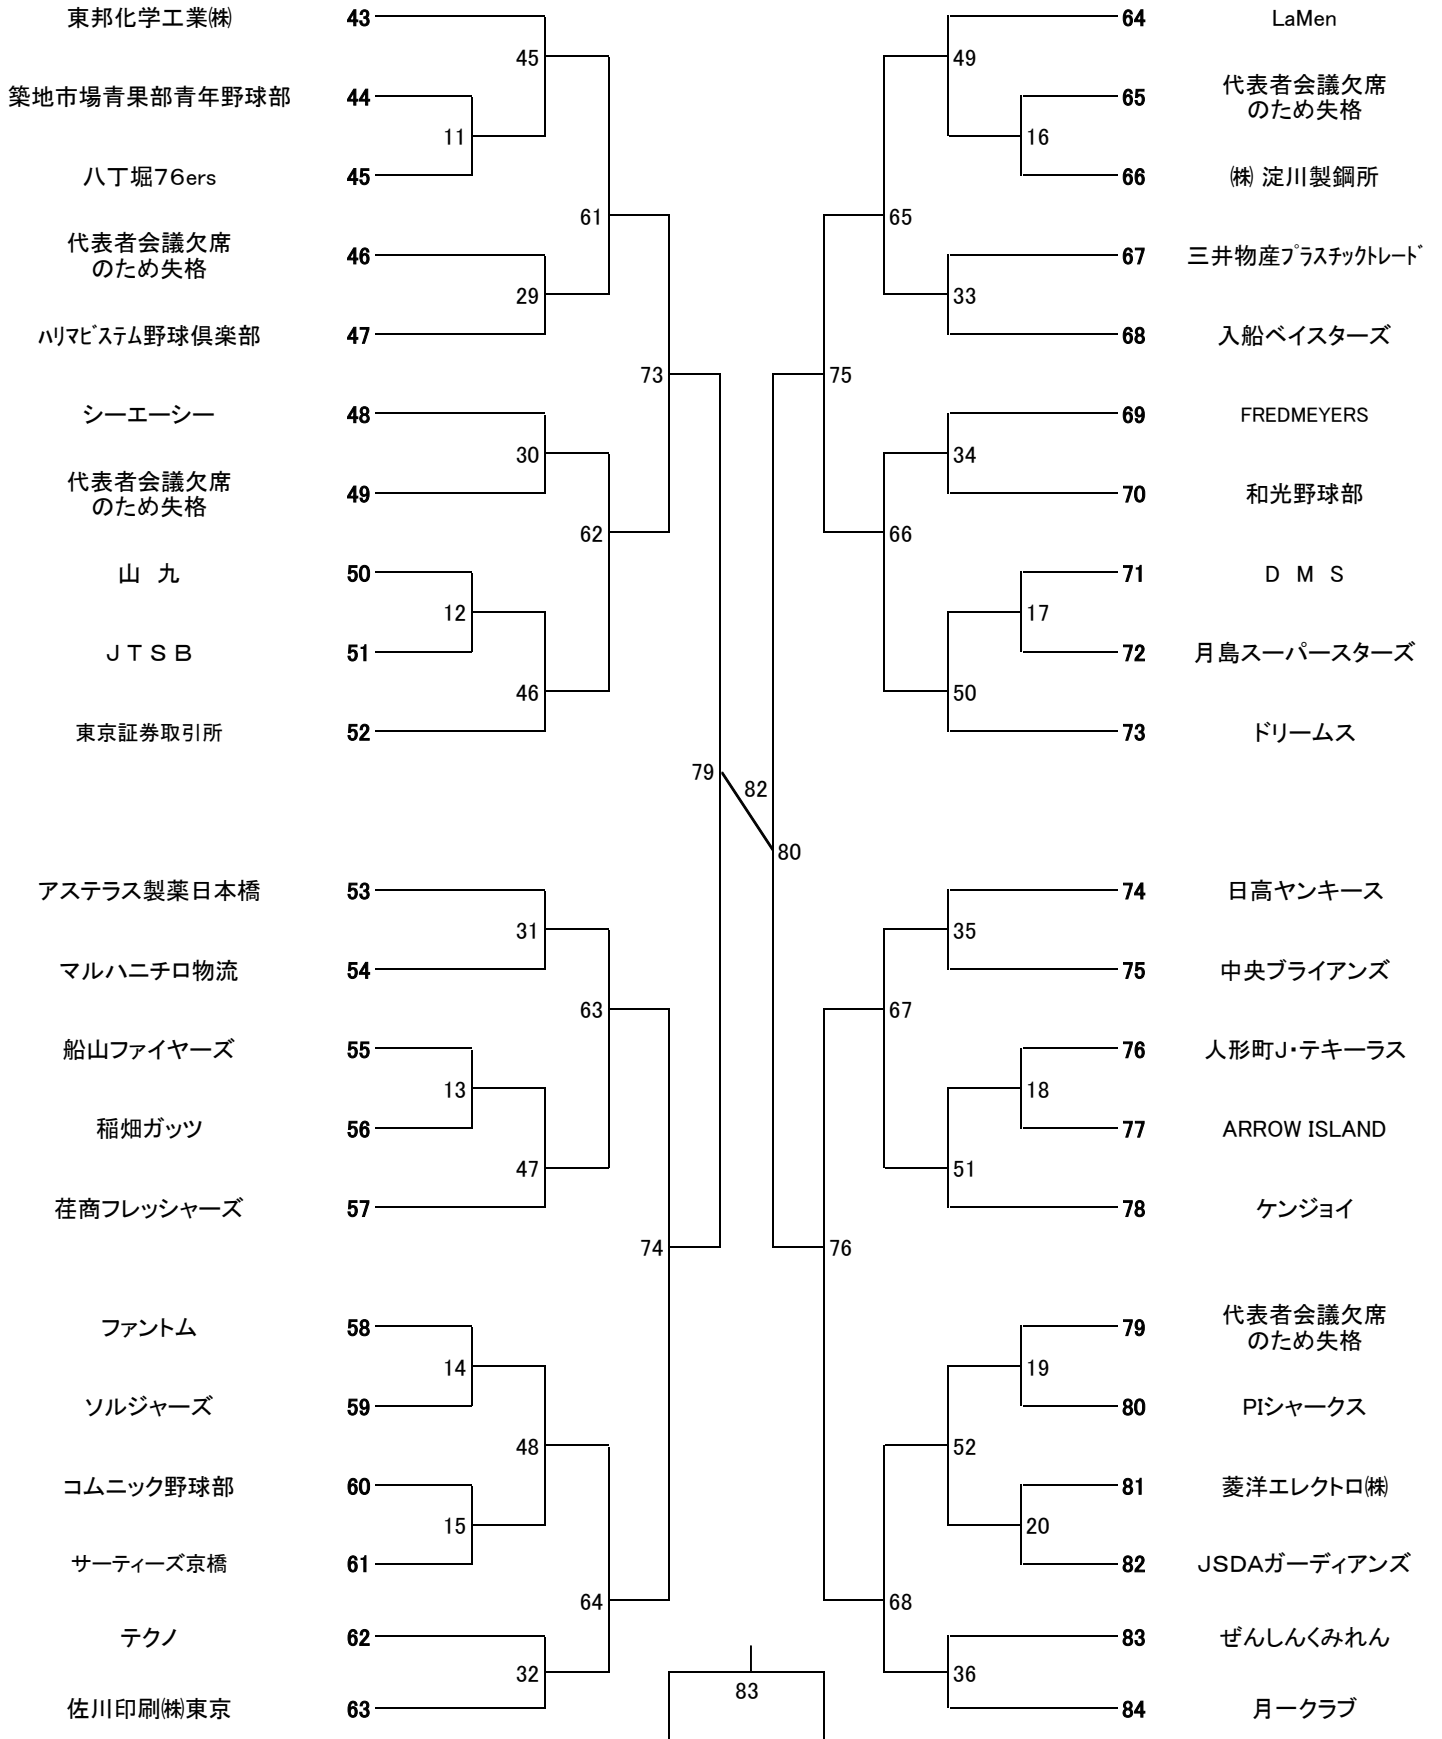 東邦化学工業㈱ 43
45
築地市場青果部青年野球部 44
11
八丁堀76ers 45
61
代表者会議欠席
のため失格 46
29
ﾊﾘﾏﾋﾞｽﾃﾑ野球倶楽部 47
73
シーエーシー 48
30
代表者会議欠席
のため失格 49
62
山 九 50
12
ＪＴＳＢ 51
46
東京証券取引所 52
79
アステラス製薬日本橋 53
31
マルハニチロ物流 54
63
船山ファイヤーズ 55
13
稲畑ガッツ 56
47
荏商フレッシャーズ 57
74
ファントム 58
14
ソルジャーズ 59
48
コムニック野球部 60
15
サーティーズ京橋 61
64
テクノ 62
32
佐川印刷㈱東京 63
82
80
83
64 LaMen
49
65 代表者会議欠席
のため失格
16
66 ㈱ 淀川製鋼所
65
67 三井物産ﾌﾟﾗｽﾁｯｸﾄﾚｰﾄﾞ
33
68 入船ベイスターズ
75
69 FREDMEYERS
34
70 和光野球部
66
71 Ｄ Ｍ Ｓ
17
72 月島スーパースターズ
50
73 ドリームス
74 日高ヤンキース
35
75 中央ブライアンズ
67
76 人形町J・テキーラス
18
77 ARROW ISLAND
51
78 ケンジョイ
76
79 代表者会議欠席
のため失格
19
80 PIシャークス
52
81 菱洋エレクトロ㈱
20
82 JSDAガーディアンズ
68
83 ぜんしんくみれん
36
84 月一クラブ